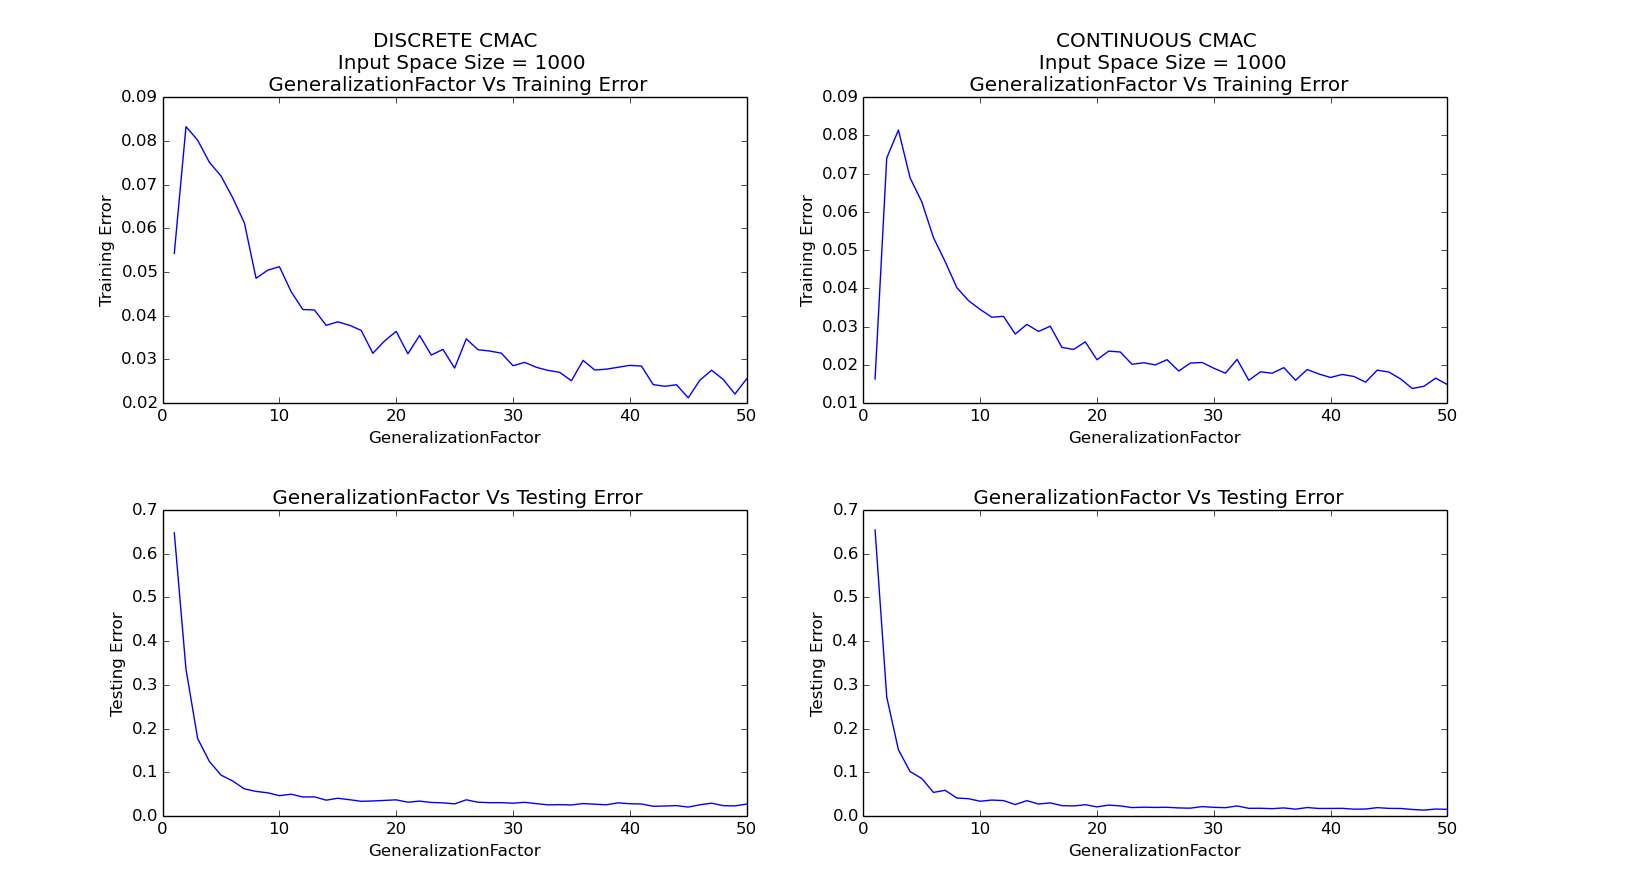 DISCRETE CMAC
Input Space Size = 1000
GeneralizationFactor Vs Training Error
0.09
0.08
0.07
0.06
0.05
0.04
0.03
0.02
Training Error
0 10 20 30 40 50
GeneralizationFactor
CONTINUOUS CMAC
Input Space Size = 1000
GeneralizationFactor Vs Training Error
0.09
0.08
0.07
0.06
0.05
0.04
0.03
0.02
0.01
Training Error
0 10 20 30 40 50
GeneralizationFactor
GeneralizationFactor Vs Testing Error
0.7
0.6
0.5
0.4
0.3
0.2
0.1
0.0
Testing Error
0 10 20 30 40 50
GeneralizationFactor
GeneralizationFactor Vs Testing Error
0.7
0.6
0.5
0.4
0.3
0.2
0.1
0.0
Testing Error
0 10 20 30 40 50
GeneralizationFactor